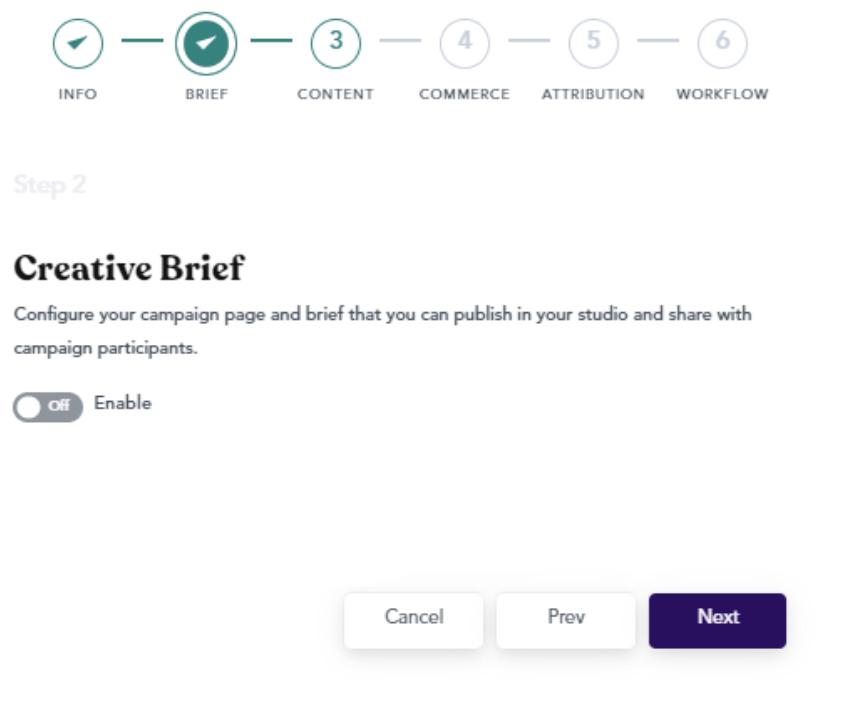 3 4 5 6
INFO BRIEF CONTENT COMMERCE ATTRIBUTION WORKFLOW
Step 2
Creative Brief
Configure your campaign page and brief that you can publish in your studio and share with
campaign participants.
Off Enable
Cancel Prev Next